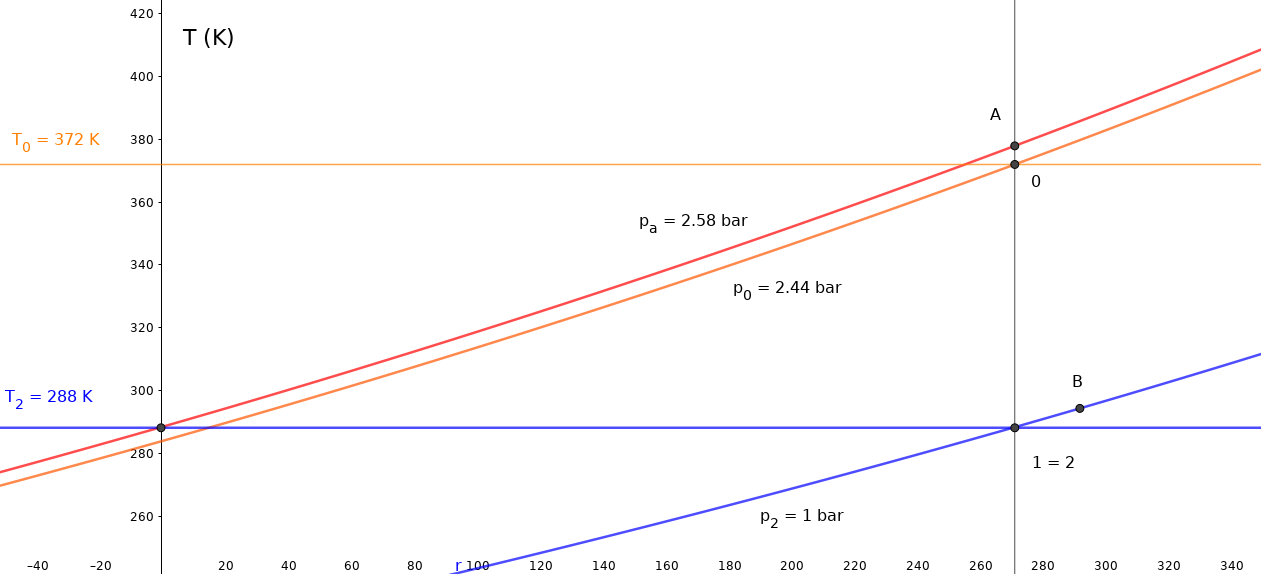 420
T (K)
400
A
T0 = 372 K
380
0
360
pa = 2.58 bar
340
p0 = 2.44 bar
320
B
T2 = 288 K
300
280
1 = 2
260
p2 = 1 bar
–40 –20 20 40 60 80 r 100 120 140 160 180 200 220 240 260 280 300 320 340